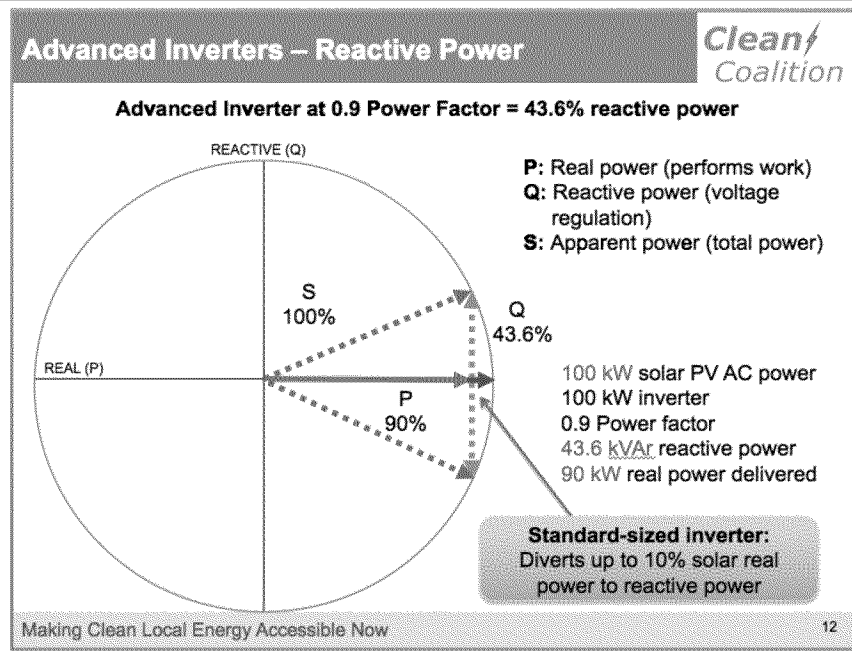 Advanced Inverters – Reactive Power
Clean
Coalition
Advanced Inverter at 0.9 Power Factor = 43.6% reactive power
REACTIVE (Q)
P: Real power (performs work)
Q: Reactive power (voltage
regulation)
S: Apparent power (total power)
S
100%
Q
43.6%
REAL (P)
P
90%
100 kW solar PV AC power
100 kW inverter
0.9 Power factor
43.6 kVAr reactive power
90 kW real power delivered
Standard-sized inverter:
Diverts up to 10% solar real
power to reactive power
Making Clean Local Energy Accessible Now
12